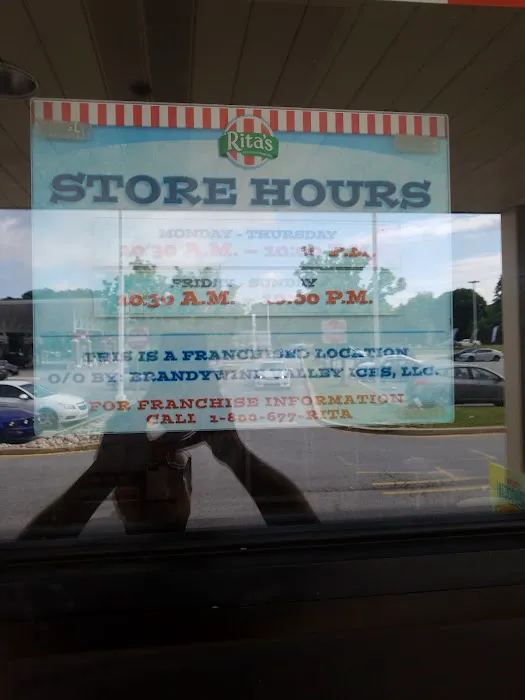 Rita's
STORE HOURS
MONDAY - THURSDAY
10:30 A.M. – P.M.
FRIDAY - SUNDAY
10:30 A.M. P.M.
THIS IS A FRANCHISED LOCATION
O/O BY: BRANDYWINE VALLEY ICES, LLC.
FOR FRANCHISE INFORMATION
CALL 1-800-677-RITA